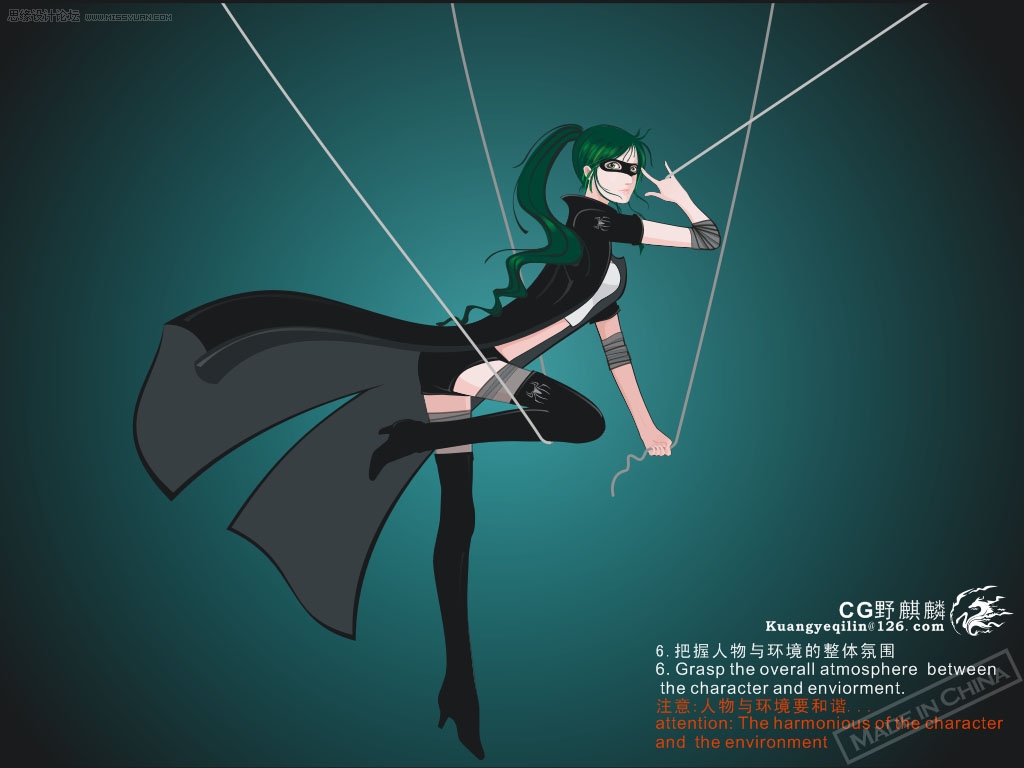 思缘设计论坛 WWW.MISSYUAN.COM
CG野麒麟
Kuangyeqilin@126.com
6.把握人物与环境的整体氛围
6. Grasp the overall atmosphere between
the character and enviorment.
注意:人物与环境要和谐...
attention: The harmonious of the character
and the environment
MADE IN CHINA